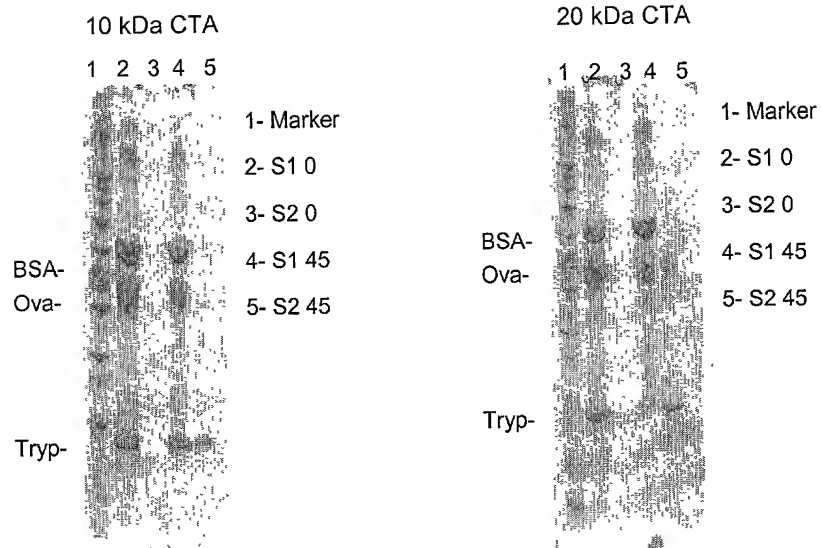 10 kDa CTA
1 2 3 4 5
1- Marker
2- S1 0
3- S2 0
4- S1 45
5- S2 45
BSA-
Ova-
Tryp-
20 kDa CTA
1 2 3 4 5
1- Marker
2- S1 0
3- S2 0
4- S1 45
5- S2 45
BSA-
Ova-
Tryp-